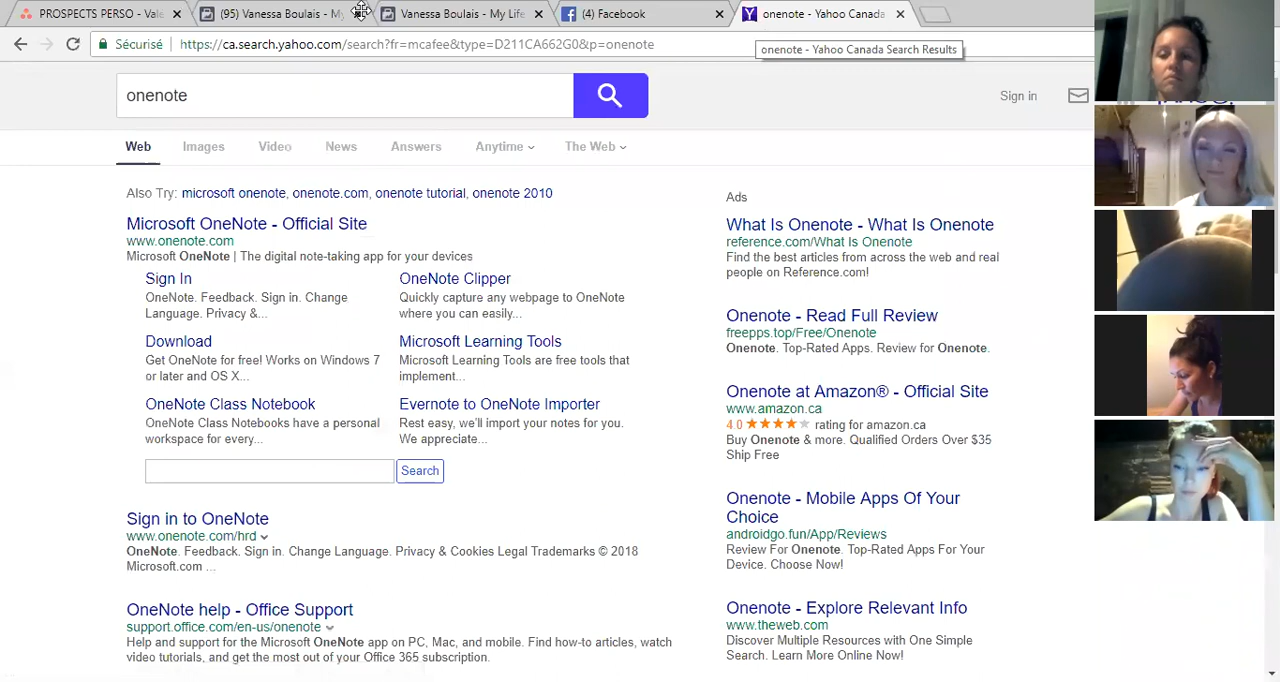 PROSPECTS PERSO - Vale
(95) Vanessa Boulais - My
Vanessa Boulais - My Life
(4) Facebook
onenote - Yahoo Canada
Sécurisé
https://ca.search.yahoo.com/search?fr=mcafee&type=D211CA662G0&p=onenote
onenote - Yahoo Canada Search Results
onenote
Sign in
Web
Images
Video
News
Answers
Anytime
The Web
Also Try: microsoft onenote, onenote.com, onenote tutorial, onenote 2010
Microsoft OneNote - Official Site
www.onenote.com
Microsoft OneNote | The digital note-taking app for your devices
Sign In
OneNote. Feedback. Sign in. Change
Language. Privacy &...
OneNote Clipper
Quickly capture any webpage to OneNote
where you can easily...
Download
Get OneNote for free! Works on Windows 7
or later and OS X...
Microsoft Learning Tools
Microsoft Learning Tools are free tools that
implement...
OneNote Class Notebook
OneNote Class Notebooks have a personal
workspace for every...
Evernote to OneNote Importer
Rest easy, we'll import your notes for you.
We appreciate...
Search
Sign in to OneNote
www.onenote.com/hrd
OneNote. Feedback. Sign in. Change Language. Privacy & Cookies Legal Trademarks © 2018
Microsoft.com ...
OneNote help - Office Support
support.office.com/en-us/onenote
Help and support for the Microsoft OneNote app on PC, Mac, and mobile. Find how-to articles, watch
video tutorials, and get the most out of your Office 365 subscription.
Ads
What Is Onenote - What Is Onenote
reference.com/What Is Onenote
Find the best articles from across the web and real
people on Reference.com!
Onenote - Read Full Review
freepps.top/Free/Onenote
Onenote. Top-Rated Apps. Review for Onenote.
Onenote at Amazon® - Official Site
www.amazon.ca
4.0 rating for amazon.ca
Buy Onenote & more. Qualified Orders Over $35
Ship Free
Onenote - Mobile Apps Of Your
Choice
androidgo.fun/App/Reviews
Review For Onenote. Top-Rated Apps For Your
Device. Choose Now!
Onenote - Explore Relevant Info
www.theweb.com
Discover Multiple Resources with One Simple
Search. Learn More Online Now!